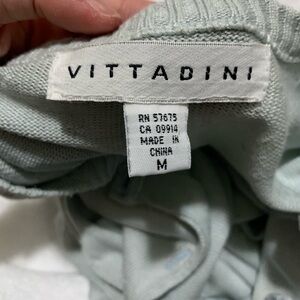 VITTADINI
RN 57675
CA 09914
MADE IN
CHINA
M